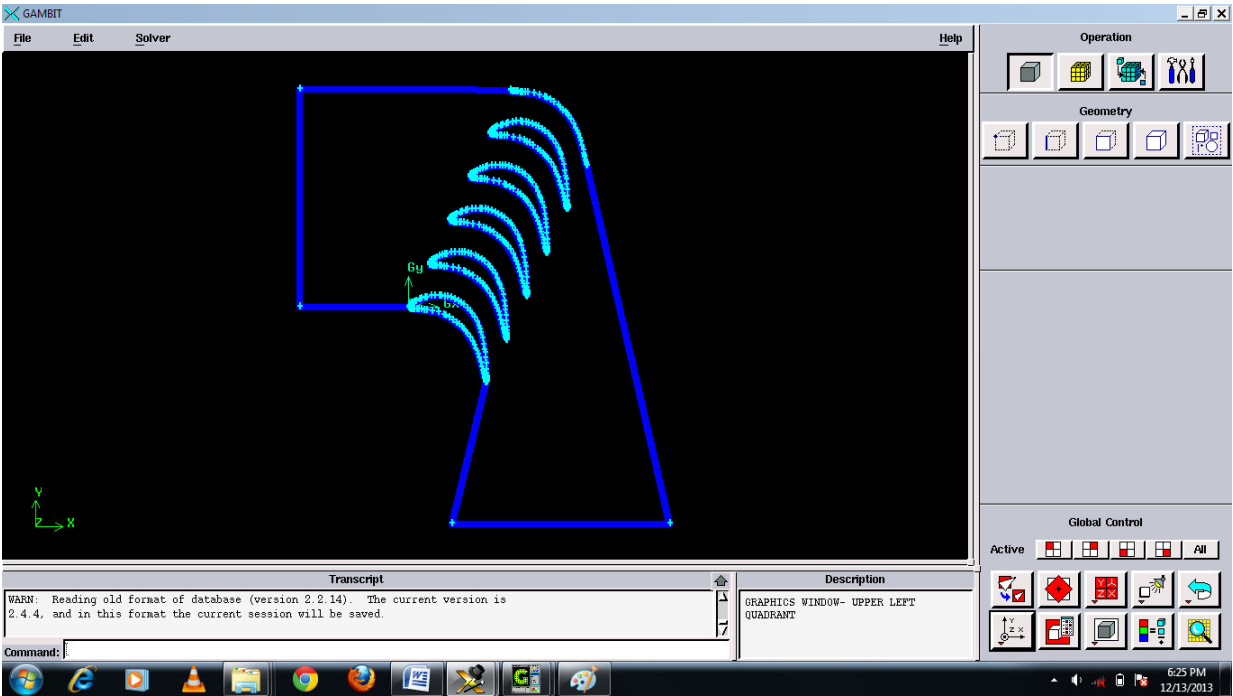 GAMBIT
File Edit Solver Help
Operation
Geometry
Gy
Gx
Y
Z X
Global Control
Active All
Transcript
Description
WARN: Reading old format of database (version 2.2.14). The current version is
2.4.4, and in this format the current session will be saved.
GRAPHICS WINDOW- UPPER LEFT
QUADRANT
Command:
6:25 PM
12/13/2013